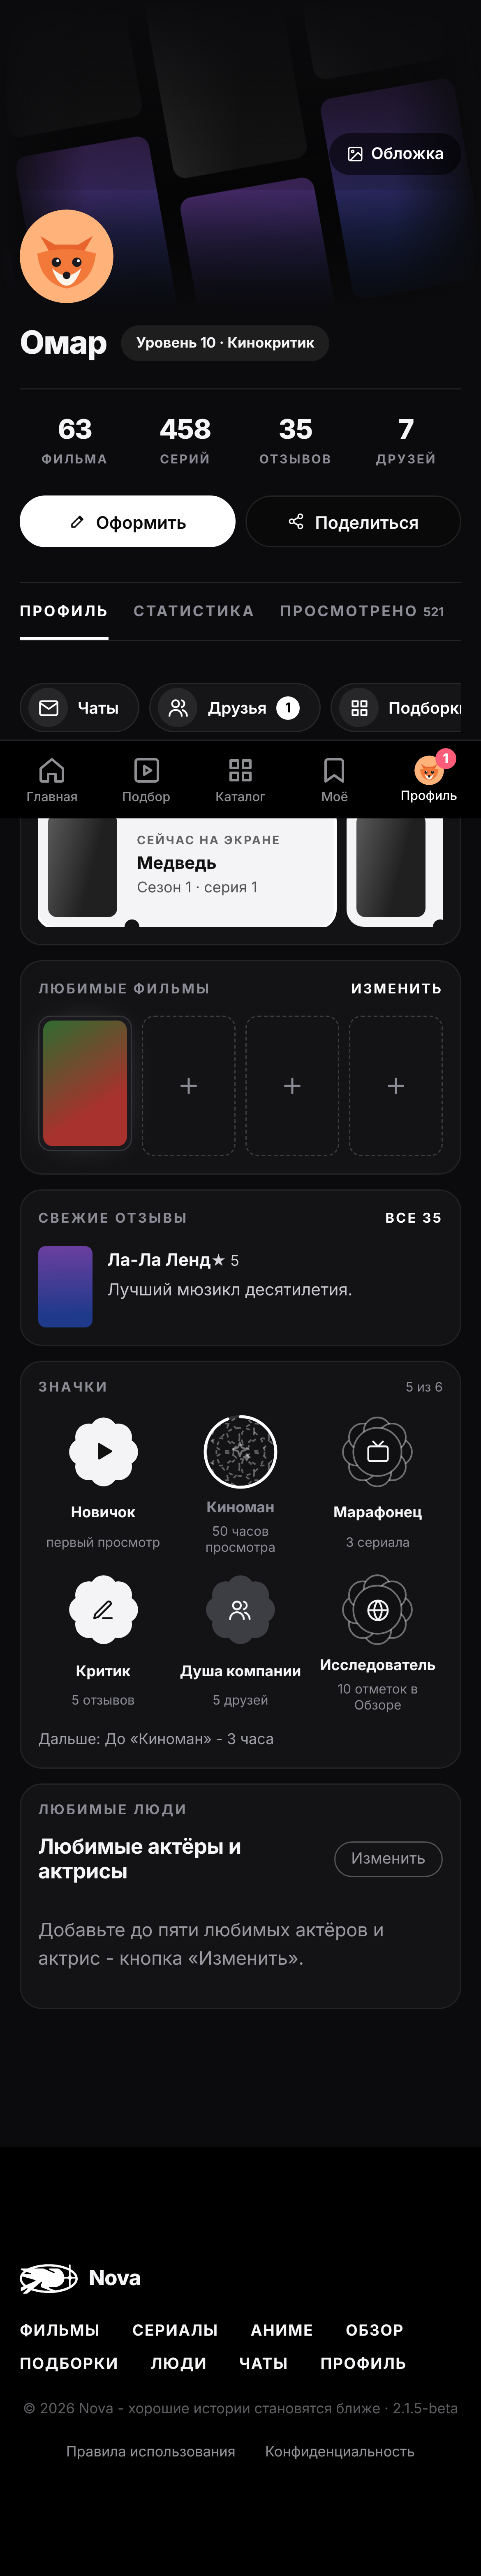 Обложка
Омар
Уровень 10 · Кинокритик
63 458 35 7
ФИЛЬМА СЕРИЙ ОТЗЫВОВ ДРУЗЕЙ
Оформить Поделиться
ПРОФИЛЬ СТАТИСТИКА ПРОСМОТРЕНО 521
Чаты Друзья 1
Главная Подбор Каталог Моё Профиль 1
СЕЙЧАС НА ЭКРАНЕ
Медведь
Сезон 1 · серия 1
ЛЮБИМЫЕ ФИЛЬМЫ ИЗМЕНИТЬ
СВЕЖИЕ ОТЗЫВЫ ВСЕ 35
Ла-Ла Ленд ★ 5
Лучший мюзикл десятилетия.
ЗНАЧКИ 5 из 6
Новичок Киноман Марафонец
первый просмотр 50 часов просмотра 3 сериала
Критик Душа компании Исследователь
5 отзывов 5 друзей 10 отметок в Обзоре
Дальше: До «Киноман» - 3 часа
ЛЮБИМЫЕ ЛЮДИ
Любимые актёры и
актрисы
Изменить
Добавьте до пяти любимых актёров и
актрис - кнопка «Изменить».
Nova
ФИЛЬМЫ СЕРИАЛЫ АНИМЕ ОБЗОР
ПОДБОРКИ ЛЮДИ ЧАТЫ ПРОФИЛЬ
© 2026 Nova - хорошие истории становятся ближе · 2.1.5-beta
Правила использования Конфиденциальность